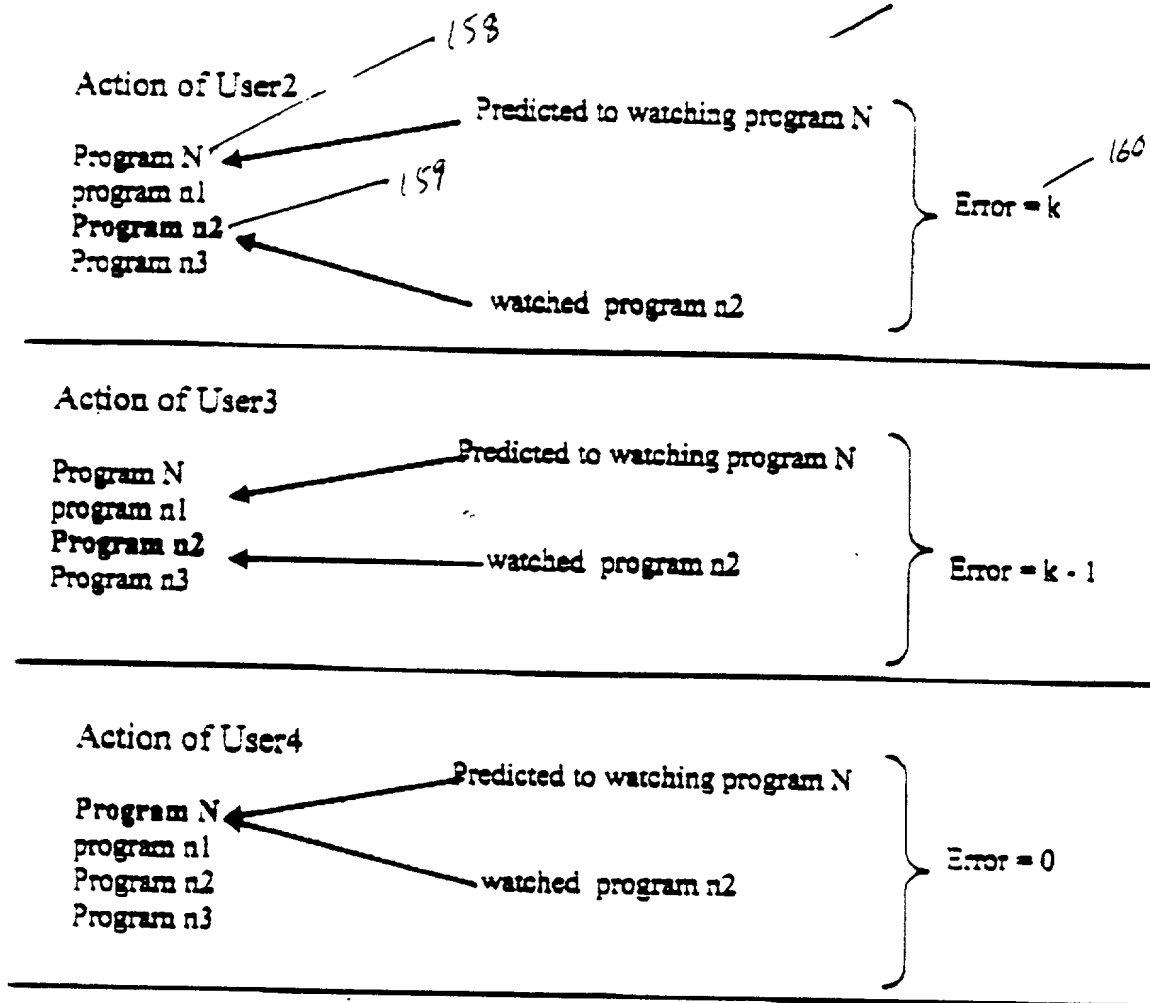 158
Action of User2
Predicted to watching program N
Program N
160
program n1
159
Program n2
Error = k
Program n3
watched program n2
Action of User3
Predicted to watching program N
Program N
program n1
Program n2
watched program n2
Program n3
Error = k - 1
Action of User4
Predicted to watching program N
Program N
program n1
Error = 0
Program n2
watched program n2
Program n3